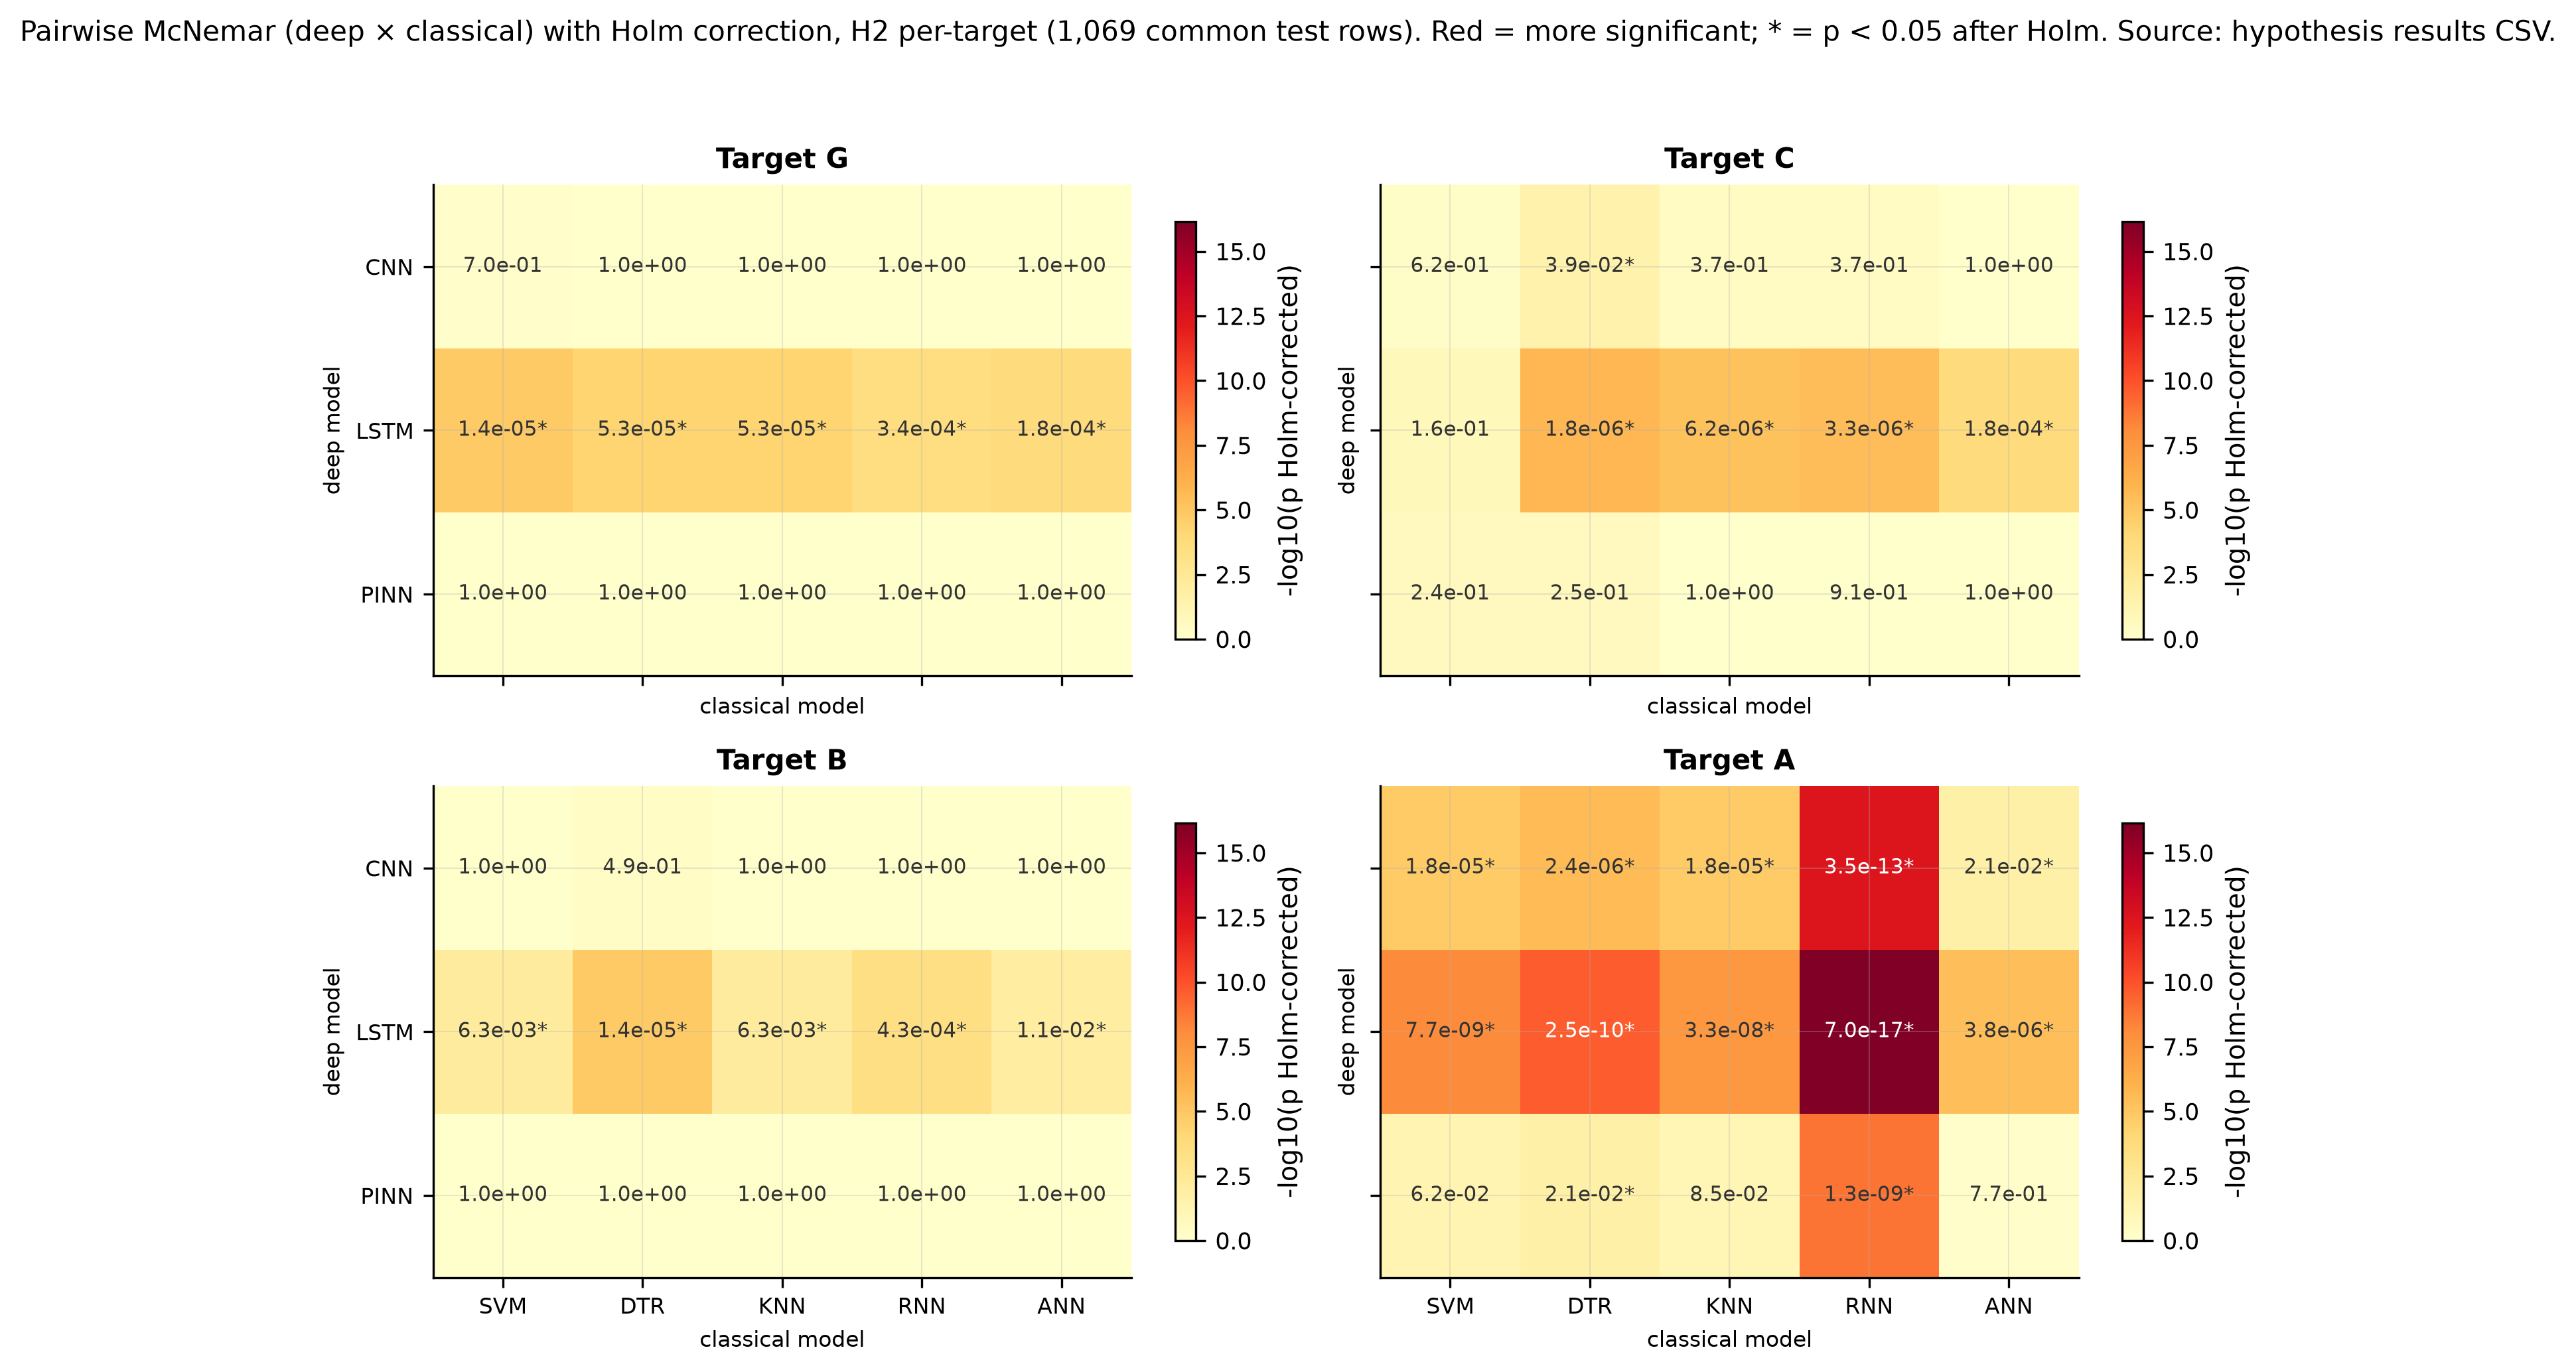 Pairwise McNemar (deep × classical) with Holm correction, H2 per-target (1,069 common test rows). Red = more significant; * = p < 0.05 after Holm. Source: hypothesis results CSV.
Target G
deep model
CNN
7.0e-01 1.0e+00 1.0e+00 1.0e+00 1.0e+00
LSTM
1.4e-05* 5.3e-05* 5.3e-05* 3.4e-04* 1.8e-04*
PINN
1.0e+00 1.0e+00 1.0e+00 1.0e+00 1.0e+00
classical model
15.0
12.5
10.0
7.5
5.0
2.5
0.0
-log10(p Holm-corrected)
Target C
deep model
6.2e-01 3.9e-02* 3.7e-01 3.7e-01 1.0e+00
1.6e-01 1.8e-06* 6.2e-06* 3.3e-06* 1.8e-04*
2.4e-01 2.5e-01 1.0e+00 9.1e-01 1.0e+00
classical model
15.0
12.5
10.0
7.5
5.0
2.5
0.0
-log10(p Holm-corrected)
Target B
deep model
CNN
1.0e+00 4.9e-01 1.0e+00 1.0e+00 1.0e+00
LSTM
6.3e-03* 1.4e-05* 6.3e-03* 4.3e-04* 1.1e-02*
PINN
1.0e+00 1.0e+00 1.0e+00 1.0e+00 1.0e+00
SVM DTR KNN RNN ANN
classical model
15.0
12.5
10.0
7.5
5.0
2.5
0.0
-log10(p Holm-corrected)
Target A
deep model
1.8e-05* 2.4e-06* 1.8e-05* 3.5e-13* 2.1e-02*
7.7e-09* 2.5e-10* 3.3e-08* 7.0e-17* 3.8e-06*
6.2e-02 2.1e-02* 8.5e-02 1.3e-09* 7.7e-01
SVM DTR KNN RNN ANN
classical model
15.0
12.5
10.0
7.5
5.0
2.5
0.0
-log10(p Holm-corrected)